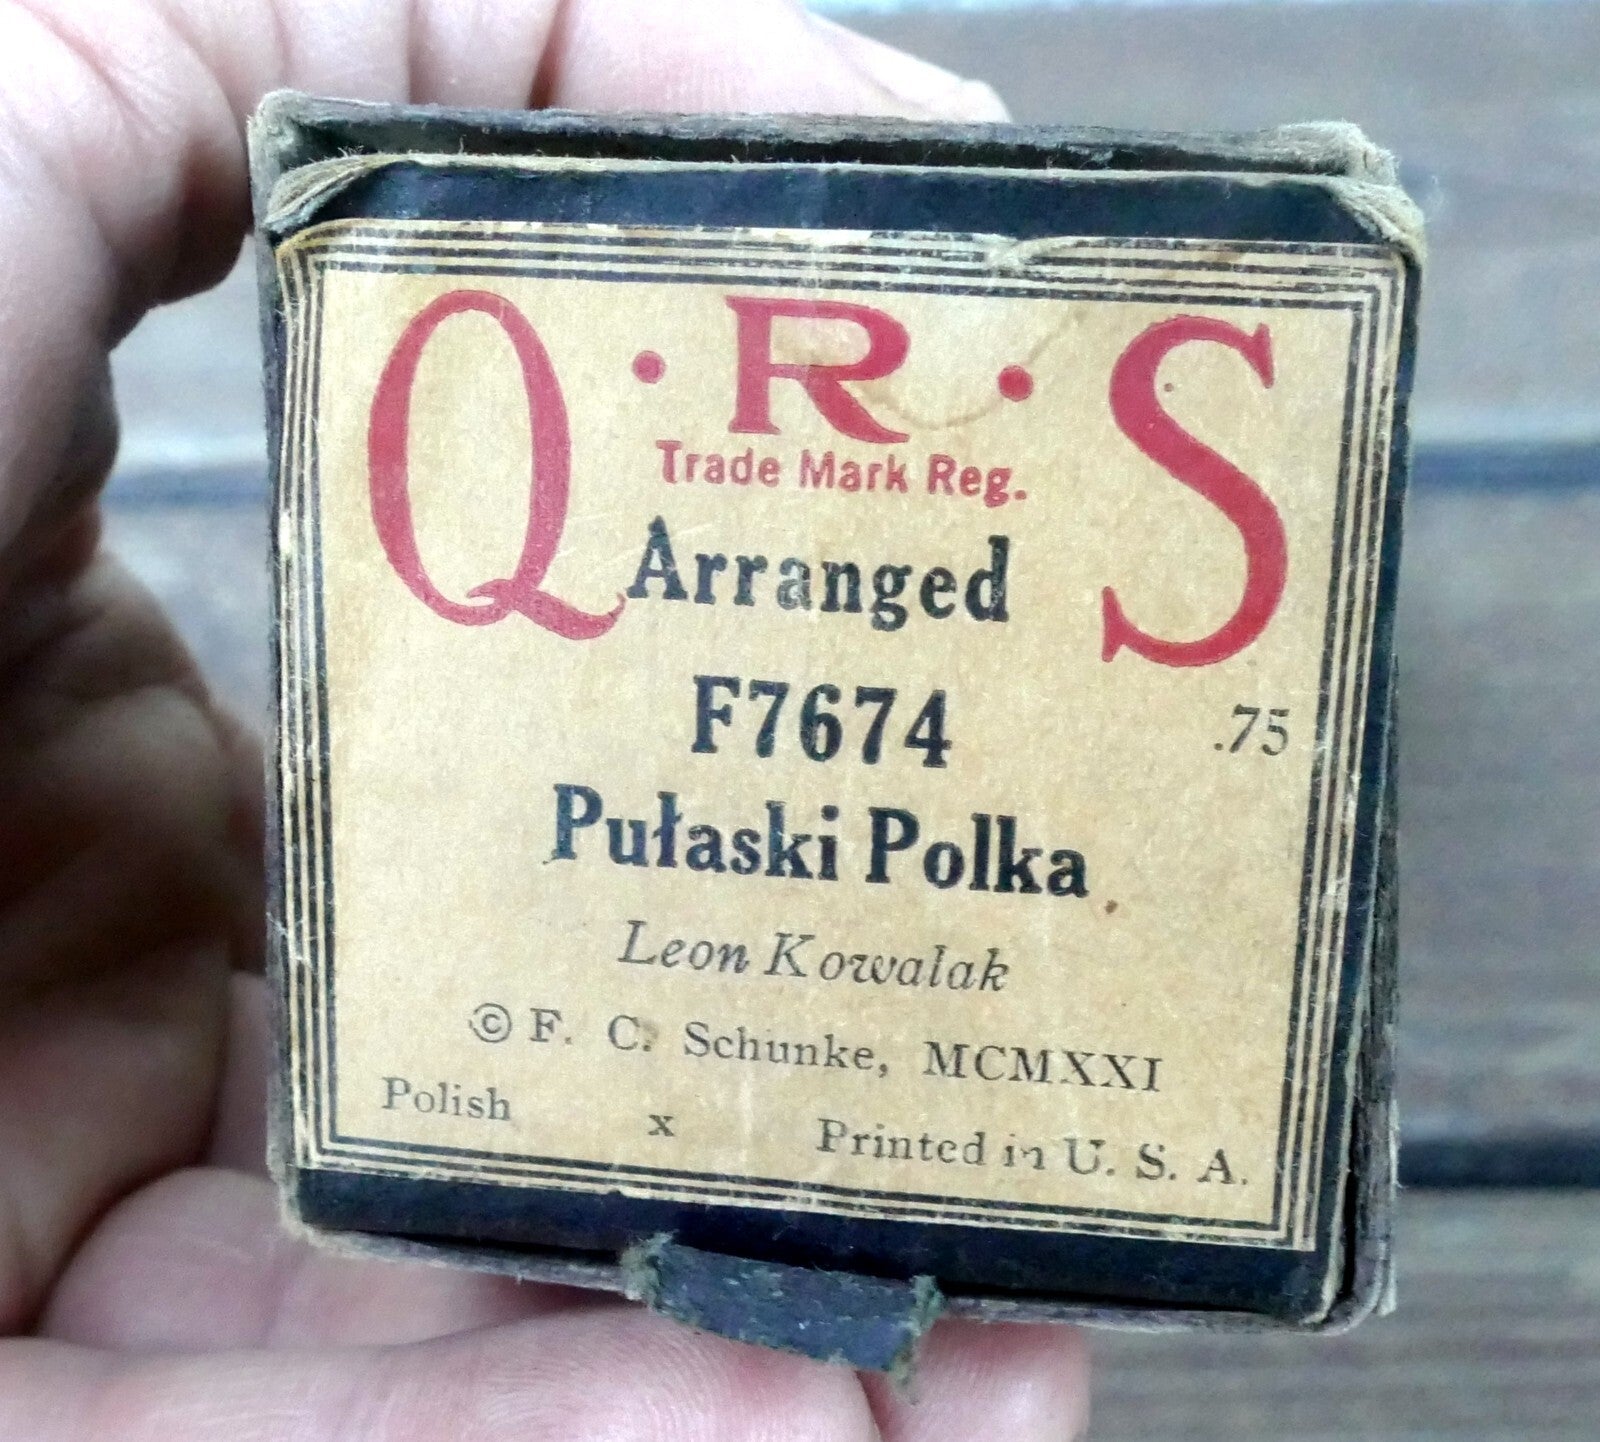 Q·R·S
Trade Mark Reg.
Arranged
F7674
.75
Pułaski Polka
Leon Kowalak
© F. C. Schunke, MCMXXI
Polish x Printed in U. S. A.